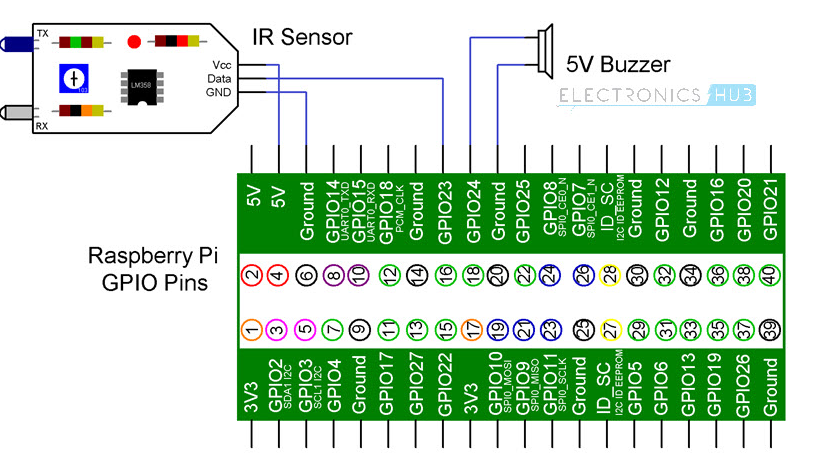 TX
IR Sensor
Vcc
Data
GND
LM358
RX
5V Buzzer
ELECTRONICS HUB
5V
5V
Ground
GPIO14
UART0_TXD
GPIO15
UART0_RXD
GPIO18
PCM_CLK
Ground
GPIO23
GPIO24
Ground
GPIO25
GPIO8
SPI0_CE0_N
GPIO7
SPI0_CE1_N
ID_SC
I2C ID EEPROM
Ground
GPIO12
Ground
GPIO16
GPIO20
GPIO21
Raspberry Pi
GPIO Pins
2 4 6 8 10 12 14 16 18 20 22 24 26 28 30 32 34 36 38 40
1 3 5 7 9 11 13 15 17 19 21 23 25 27 29 31 33 35 37 39
3V3
GPIO2
SDA1 I2C
GPIO3
SCL1 I2C
GPIO4
Ground
GPIO17
GPIO27
GPIO22
3V3
GPIO10
SPI0_MOSI
GPIO9
SPI0_MISO
GPIO11
SPI0_SCLK
Ground
ID_SC
I2C ID EEPROM
GPIO5
GPIO6
GPIO13
GPIO19
GPIO26
Ground